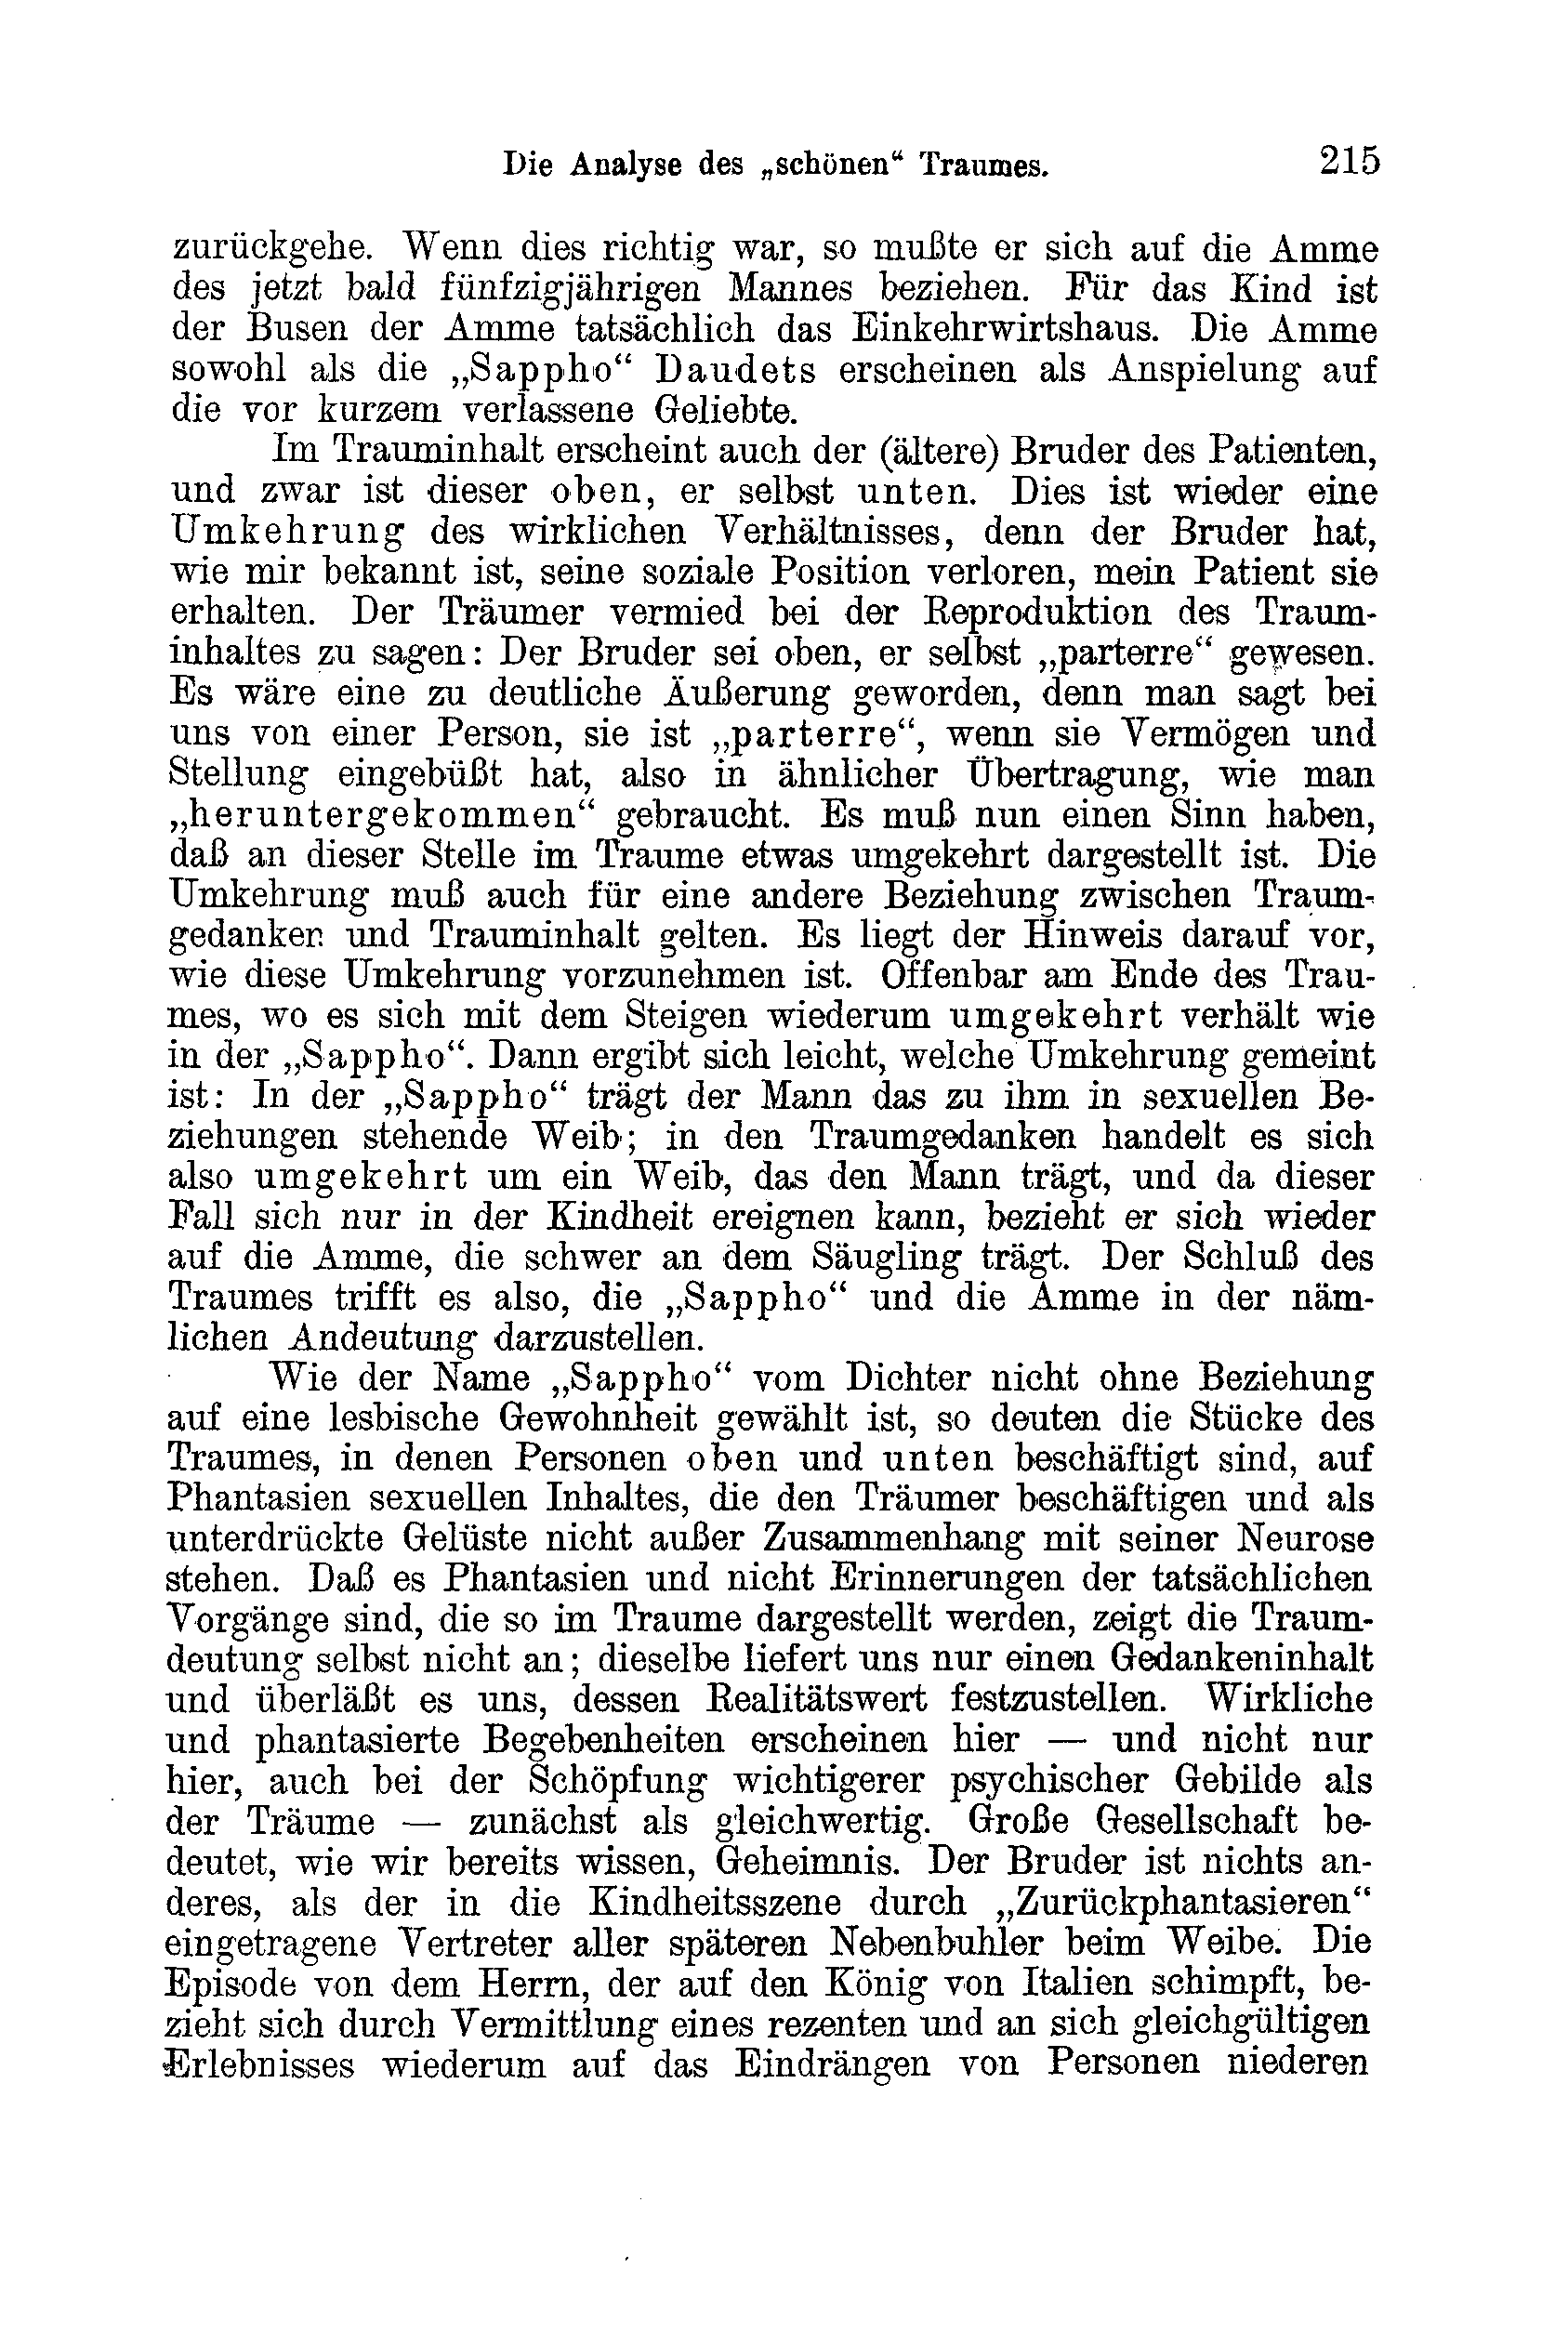 Die Analyse des „schönen“ Traumes. 215
zurückgehe. Wenn dies richtig war, so mußte er sich auf die Amme
des jetzt bald fünfzigjährigen Mannes beziehen. Für das Kind ist
der Busen der Amme tatsächlich das Einkehrwirtshaus. Die Amme
sowohl als die „Sappho“ Daudets erscheinen als Anspielung auf
die vor kurzem verlassene Geliebte.
Im Trauminhalt erscheint auch der (ältere) Bruder des Patienten,
und zwar ist dieser oben, er selbst unten. Dies ist wieder eine
Umkehrung des wirklichen Verhältnisses, denn der Bruder hat,
wie mir bekannt ist, seine soziale Position verloren, mein Patient sie
erhalten. Der Träumer vermied bei der Reproduktion des Traum-
inhaltes zu sagen: Der Bruder sei oben, er selbst „parterre“ gewesen.
Es wäre eine zu deutliche Äußerung geworden, denn man sagt bei
uns von einer Person, sie ist „parterre“, wenn sie Vermögen und
Stellung eingebüßt hat, also in ähnlicher Übertragung, wie man
„heruntergekommen“ gebraucht. Es muß nun einen Sinn haben,
daß an dieser Stelle im Traume etwas umgekehrt dargestellt ist. Die
Umkehrung muß auch für eine andere Beziehung zwischen Traum-
gedanken und Trauminhalt gelten. Es liegt der Hinweis darauf vor,
wie diese Umkehrung vorzunehmen ist. Offenbar am Ende des Trau-
mes, wo es sich mit dem Steigen wiederum umgekehrt verhält wie
in der „Sappho“. Dann ergibt sich leicht, welche Umkehrung gemeint
ist: In der „Sappho“ trägt der Mann das zu ihm in sexuellen Be-
ziehungen stehende Weib; in den Traumgedanken handelt es sich
also umgekehrt um ein Weib, das den Mann trägt, und da dieser
Fall sich nur in der Kindheit ereignen kann, bezieht er sich wieder
auf die Amme, die schwer an dem Säugling trägt. Der Schluß des
Traumes trifft es also, die „Sappho“ und die Amme in der näm-
lichen Andeutung darzustellen.
Wie der Name „Sappho“ vom Dichter nicht ohne Beziehung
auf eine lesbische Gewohnheit gewählt ist, so deuten die Stücke des
Traumes, in denen Personen oben und unten beschäftigt sind, auf
Phantasien sexuellen Inhaltes, die den Träumer beschäftigen und als
unterdrückte Gelüste nicht außer Zusammenhang mit seiner Neurose
stehen. Daß es Phantasien und nicht Erinnerungen der tatsächlichen
Vorgänge sind, die so im Traume dargestellt werden, zeigt die Traum-
deutung selbst nicht an; dieselbe liefert uns nur einen Gedankeninhalt
und überläßt es uns, dessen Realitätswert festzustellen. Wirkliche
und phantasierte Begebenheiten erscheinen hier — und nicht nur
hier, auch bei der Schöpfung wichtigerer psychischer Gebilde als
der Träume — zunächst als gleichwertig. Große Gesellschaft be-
deutet, wie wir bereits wissen, Geheimnis. Der Bruder ist nichts an-
deres, als der in die Kindheitsszene durch „Zurückphantasieren“
eingetragene Vertreter aller späteren Nebenbuhler beim Weibe. Die
Episode von dem Herrn, der auf den König von Italien schimpft, be-
zieht sich durch Vermittlung eines rezenten und an sich gleichgültigen
Erlebnisses wiederum auf das Eindrängen von Personen niederen